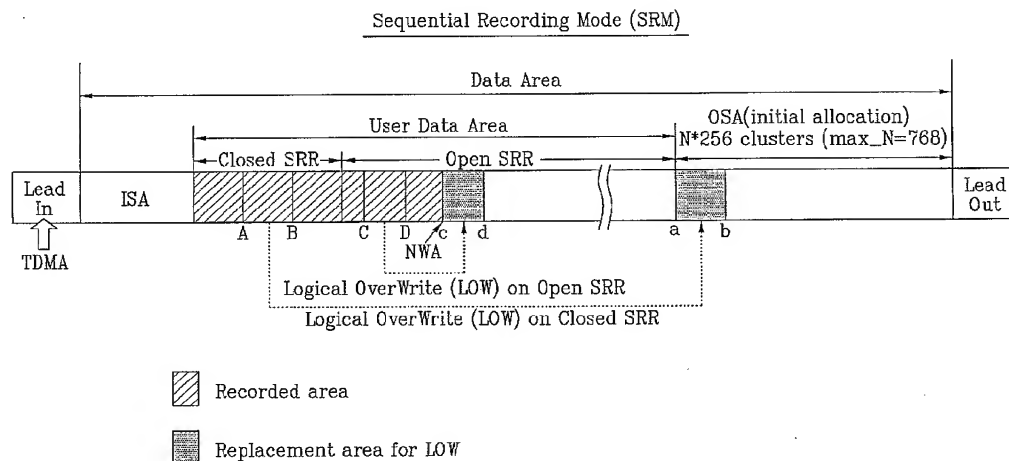 Sequential Recording Mode (SRM)
Data Area
OSA(initial allocation)
N*256 clusters (max_N=768)
User Data Area
Closed SRR
Open SRR
Lead
In
ISA
Lead
Out
A
B
C
D
c
d
a
b
NWA
TDMA
Logical OverWrite (LOW) on Open SRR
Logical OverWrite (LOW) on Closed SRR
Recorded area
Replacement area for LOW